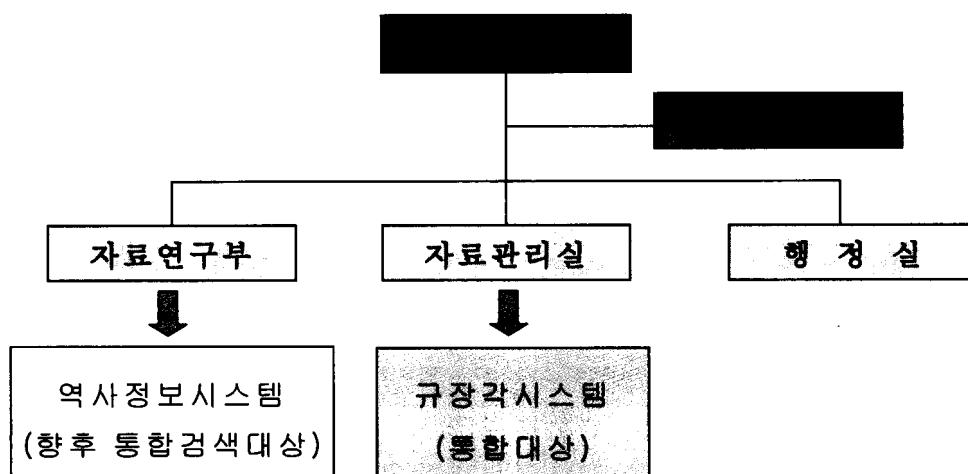 자료연구부
자료관리실
행 정 실
역사정보시스템
(향후 통합검색대상)
규장각시스템
(통합대상)